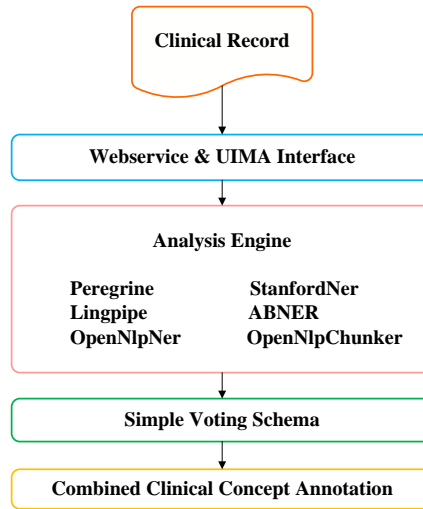 Clinical Record
Webservice & UIMA Interface
Analysis Engine
Peregrine StanfordNer
Lingpipe ABNER
OpenNlpNer OpenNlpChunker
Simple Voting Schema
Combined Clinical Concept Annotation